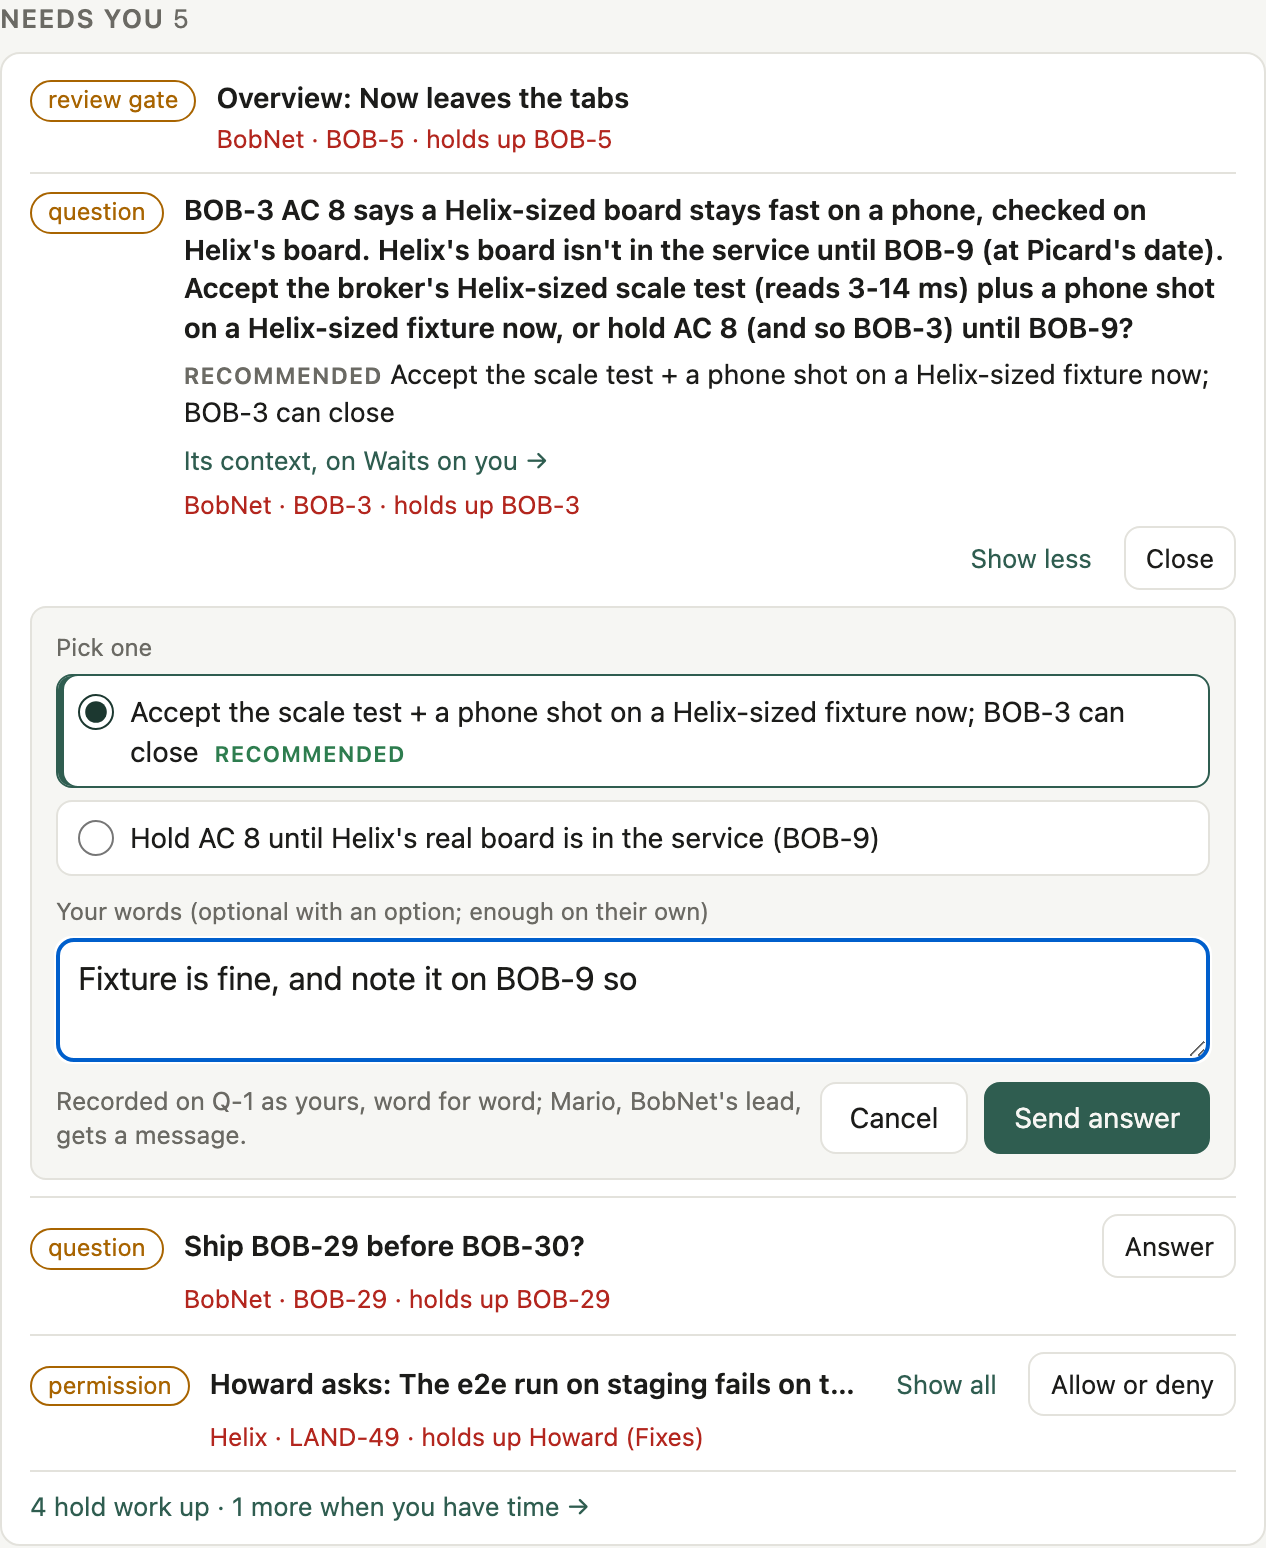 NEEDS YOU 5
review gate
Overview: Now leaves the tabs
BobNet · BOB-5 · holds up BOB-5
question
BOB-3 AC 8 says a Helix-sized board stays fast on a phone, checked on
Helix's board. Helix's board isn't in the service until BOB-9 (at Picard's date).
Accept the broker's Helix-sized scale test (reads 3-14 ms) plus a phone shot
on a Helix-sized fixture now, or hold AC 8 (and so BOB-3) until BOB-9?
RECOMMENDED Accept the scale test + a phone shot on a Helix-sized fixture now;
BOB-3 can close
Its context, on Waits on you →
BobNet · BOB-3 · holds up BOB-3
Show less
Close
Pick one
Accept the scale test + a phone shot on a Helix-sized fixture now; BOB-3 can
close RECOMMENDED
Hold AC 8 until Helix's real board is in the service (BOB-9)
Your words (optional with an option; enough on their own)
Fixture is fine, and note it on BOB-9 so
Recorded on Q-1 as yours, word for word; Mario, BobNet's lead,
gets a message.
Cancel
Send answer
question
Ship BOB-29 before BOB-30?
Answer
BobNet · BOB-29 · holds up BOB-29
permission
Howard asks: The e2e run on staging fails on t...
Show all
Allow or deny
Helix · LAND-49 · holds up Howard (Fixes)
4 hold work up · 1 more when you have time →